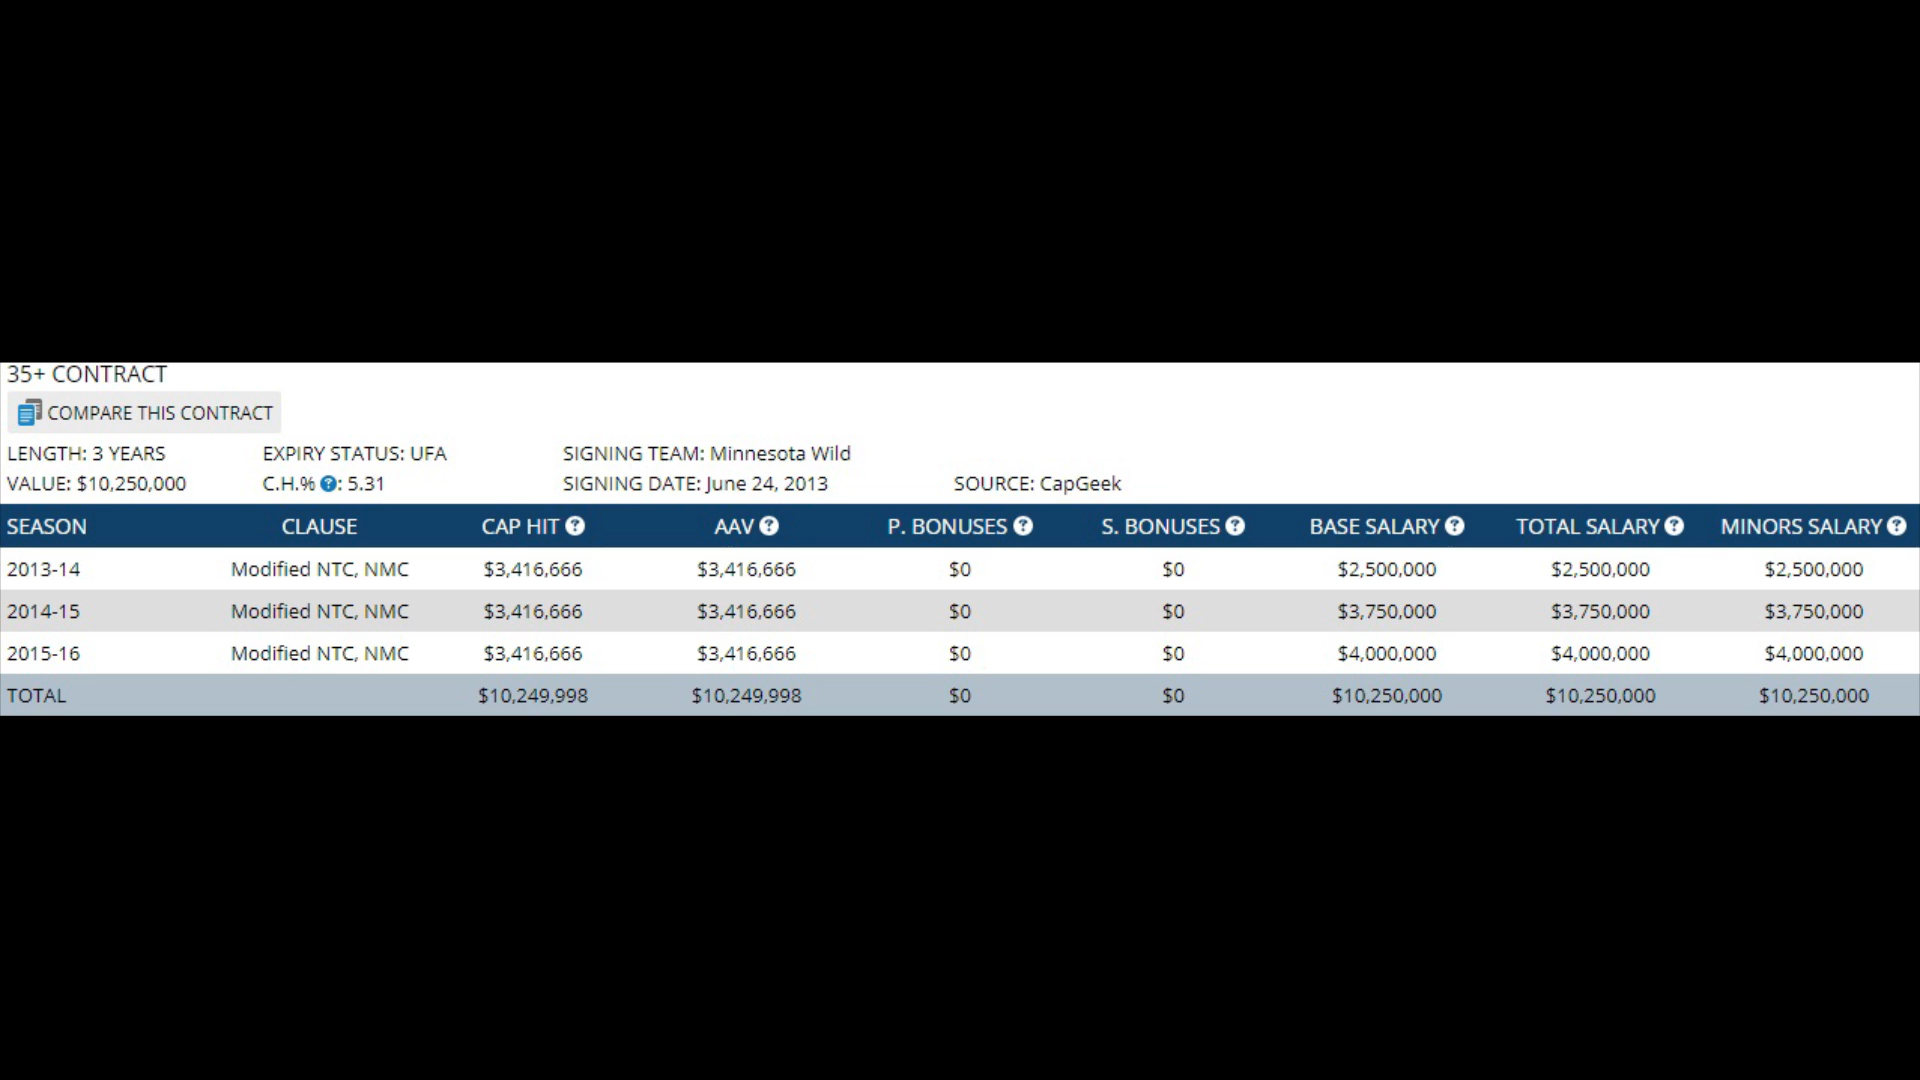 35+ CONTRACT
COMPARE THIS CONTRACT
LENGTH: 3 YEARS EXPIRY STATUS: UFA SIGNING TEAM: Minnesota Wild
VALUE: $10,250,000 C.H.% ?: 5.31 SIGNING DATE: June 24, 2013 SOURCE: CapGeek
SEASON CLAUSE CAP HIT ? AAV ? P. BONUSES ? S. BONUSES ? BASE SALARY ? TOTAL SALARY ? MINORS SALARY ?
2013-14 Modified NTC, NMC $3,416,666 $3,416,666 $0 $0 $2,500,000 $2,500,000 $2,500,000
2014-15 Modified NTC, NMC $3,416,666 $3,416,666 $0 $0 $3,750,000 $3,750,000 $3,750,000
2015-16 Modified NTC, NMC $3,416,666 $3,416,666 $0 $0 $4,000,000 $4,000,000 $4,000,000
TOTAL $10,249,998 $10,249,998 $0 $0 $10,250,000 $10,250,000 $10,250,000